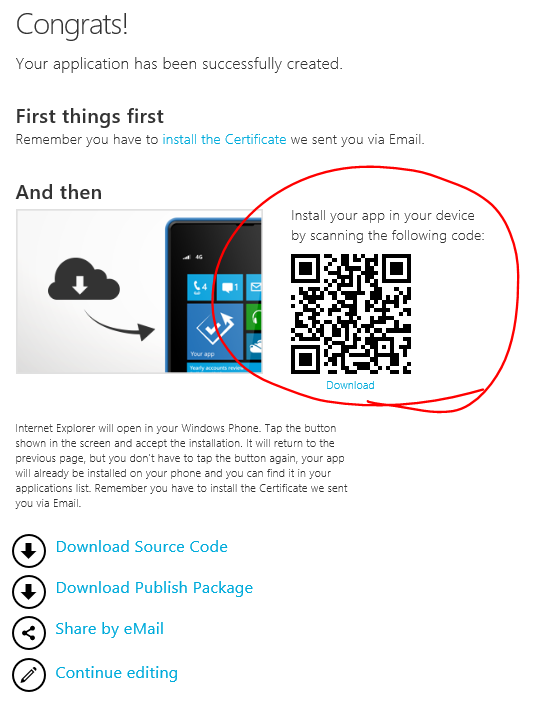 Congrats!
Your application has been successfully created.
First things first
Remember you have to install the Certificate we sent you via Email.
And then
4G
4
1
Your app
Yearly accounts review
Install your app in your device
by scanning the following code:
Download
Internet Explorer will open in your Windows Phone. Tap the button
shown in the screen and accept the installation. It will return to the
previous page, but you don't have to tap the button again, your app
will already be installed on your phone and you can find it in your
applications list. Remember you have to install the Certificate we sent
you via Email.
Download Source Code
Download Publish Package
Share by eMail
Continue editing